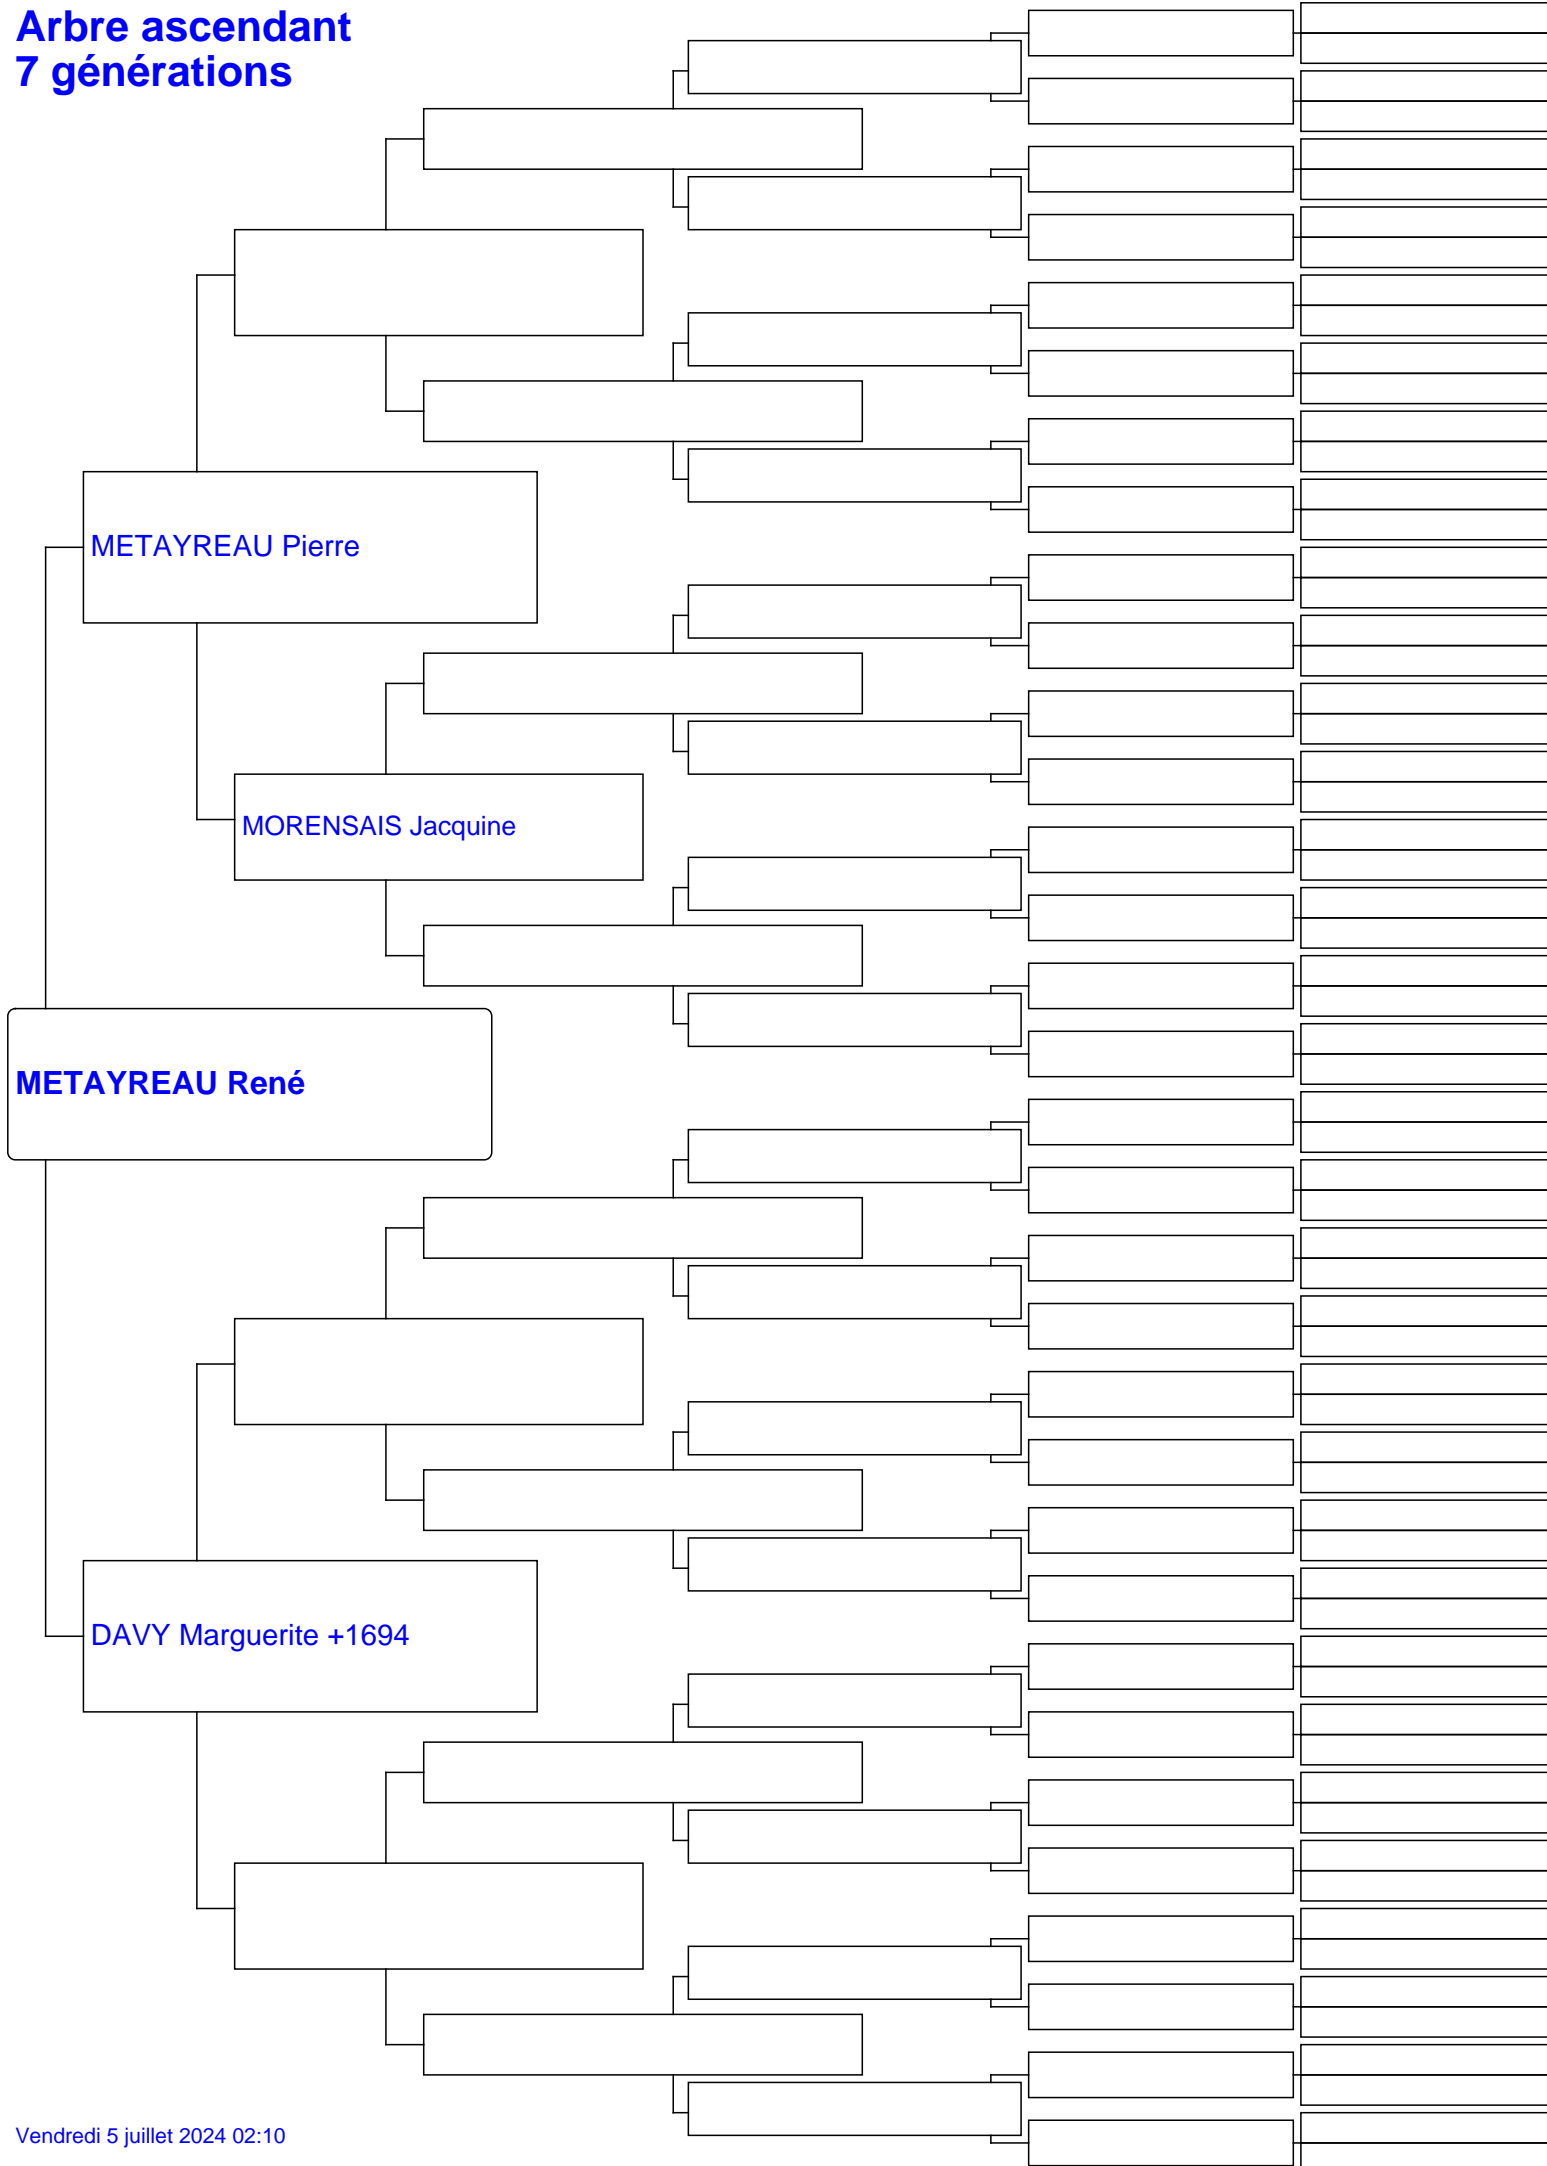 Arbre ascendant
7 générations
METAYREAU Pierre
MORENSAIS Jacquine
METAYREAU René
DAVY Marguerite +1694
Vendredi 5 juillet 2024 02:10